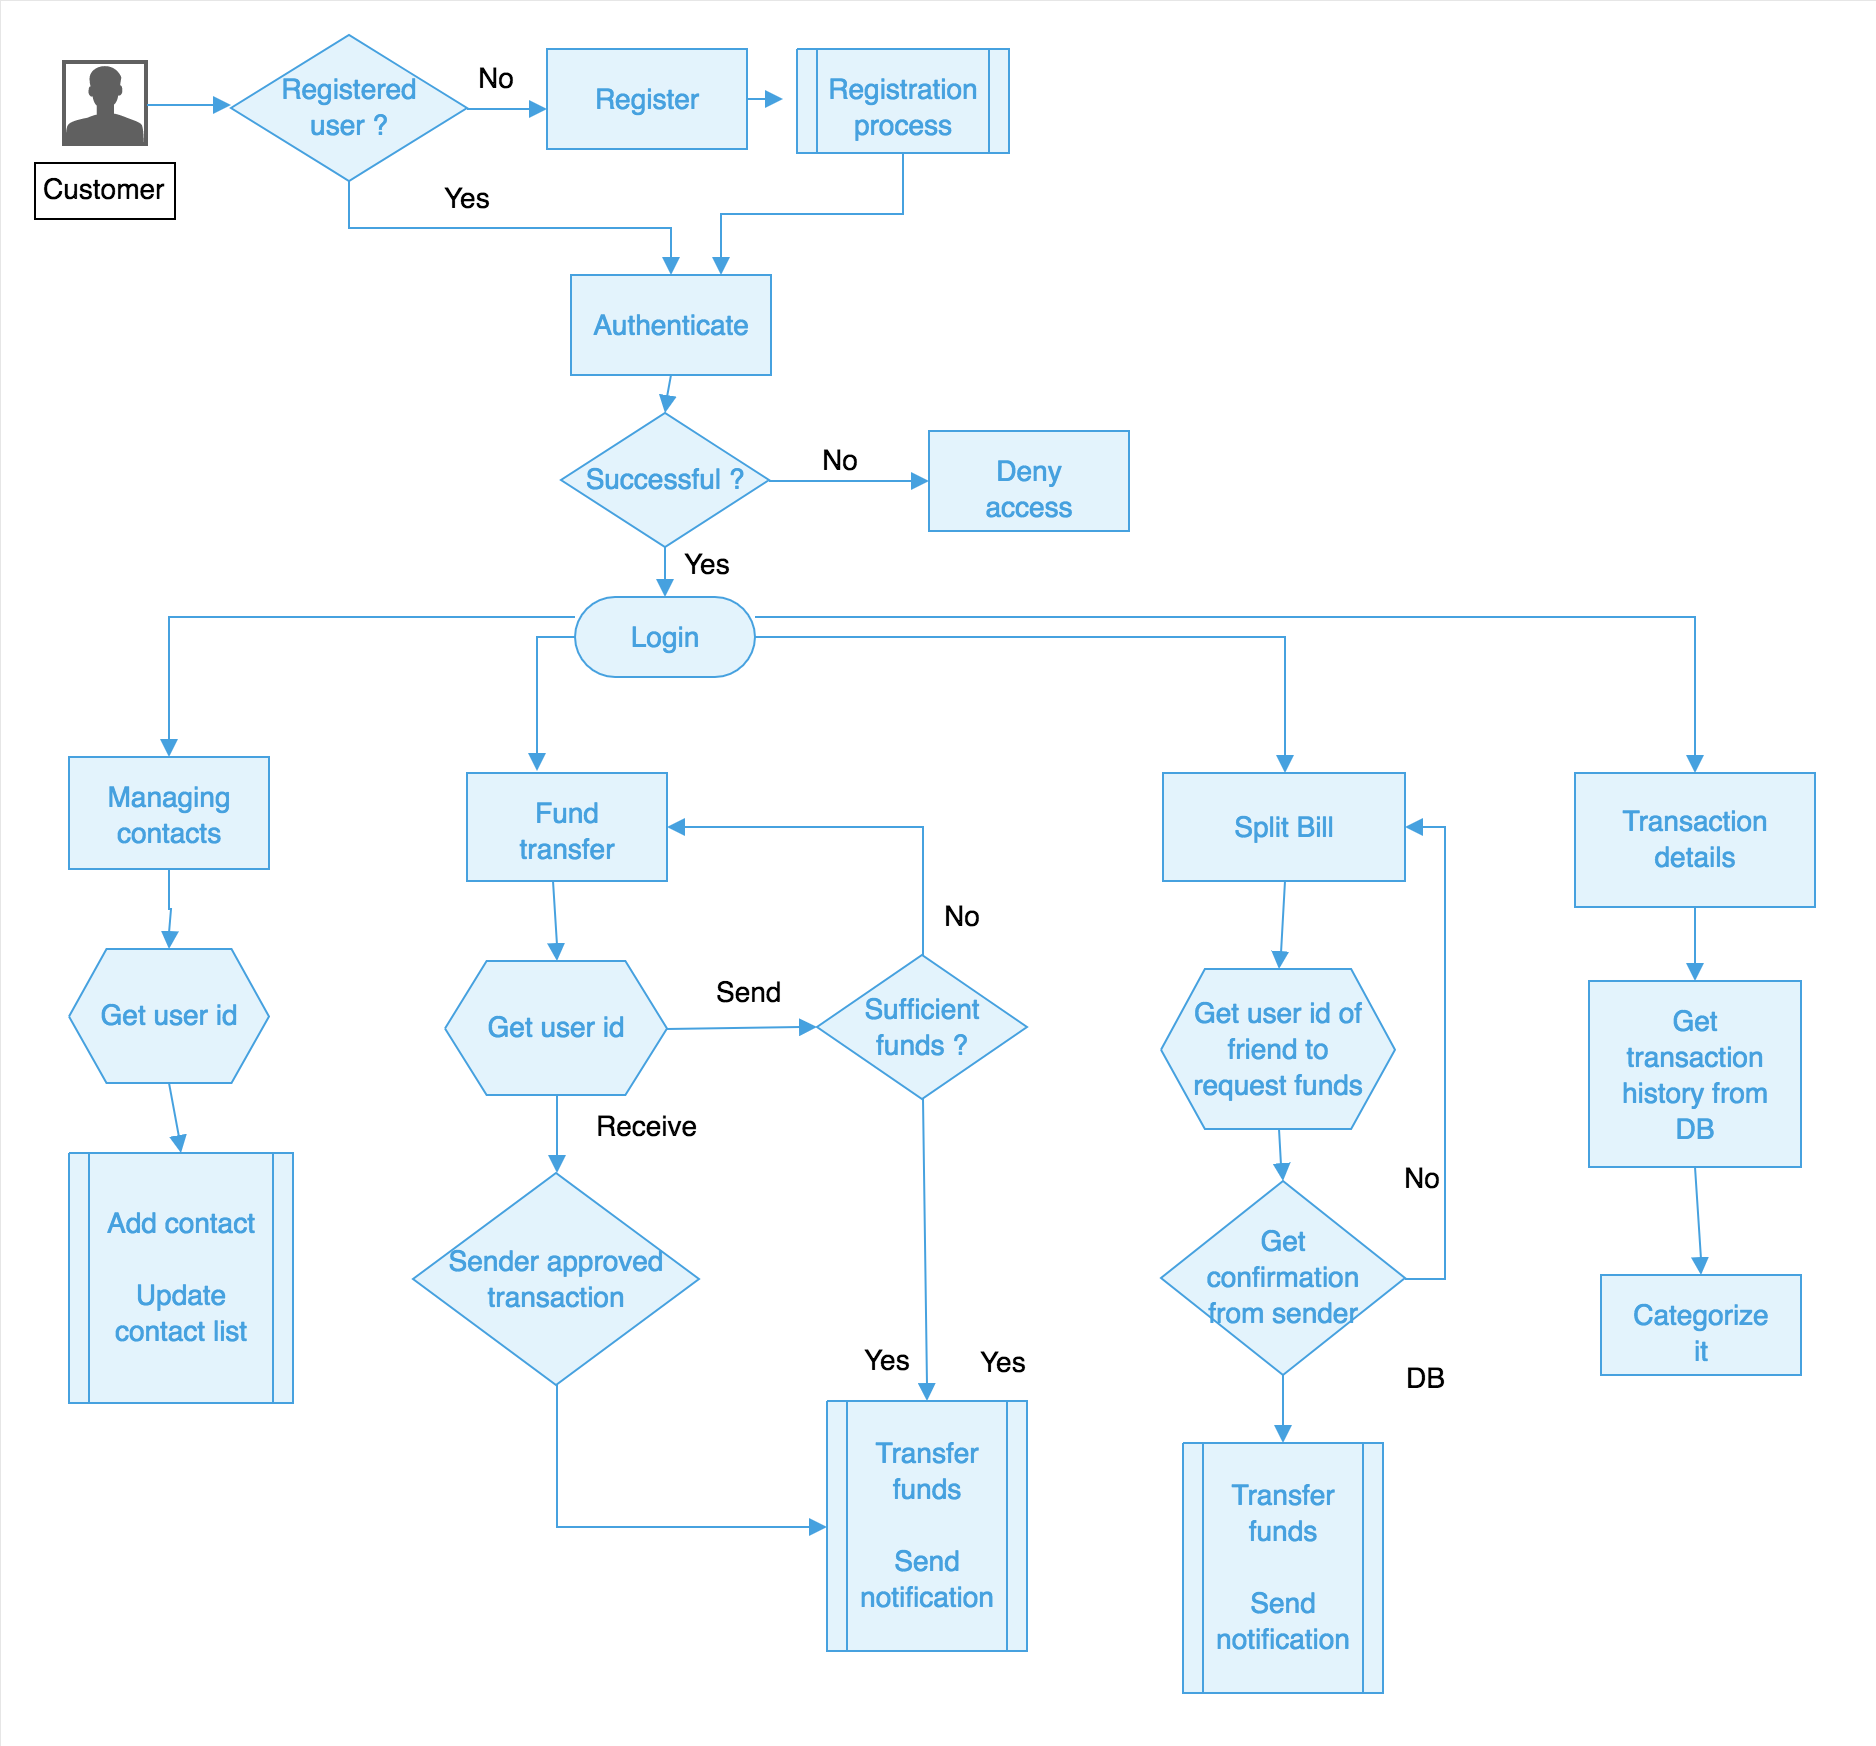 Registered
user ?
No
Register
Registration
process
Customer
Yes
Authenticate
Successful ?
No
Deny
access
Yes
Login
Managing
contacts
Fund
transfer
Split Bill
Transaction
details
No
Get user id
Get user id
Send
Sufficient
funds ?
Get user id of
friend to
request funds
Get
transaction
history from
DB
Receive
No
Add contact
Update
contact list
Sender approved
transaction
Get
confirmation
from sender
Categorize
it
Yes
Yes
DB
Transfer
funds
Send
notification
Transfer
funds
Send
notification